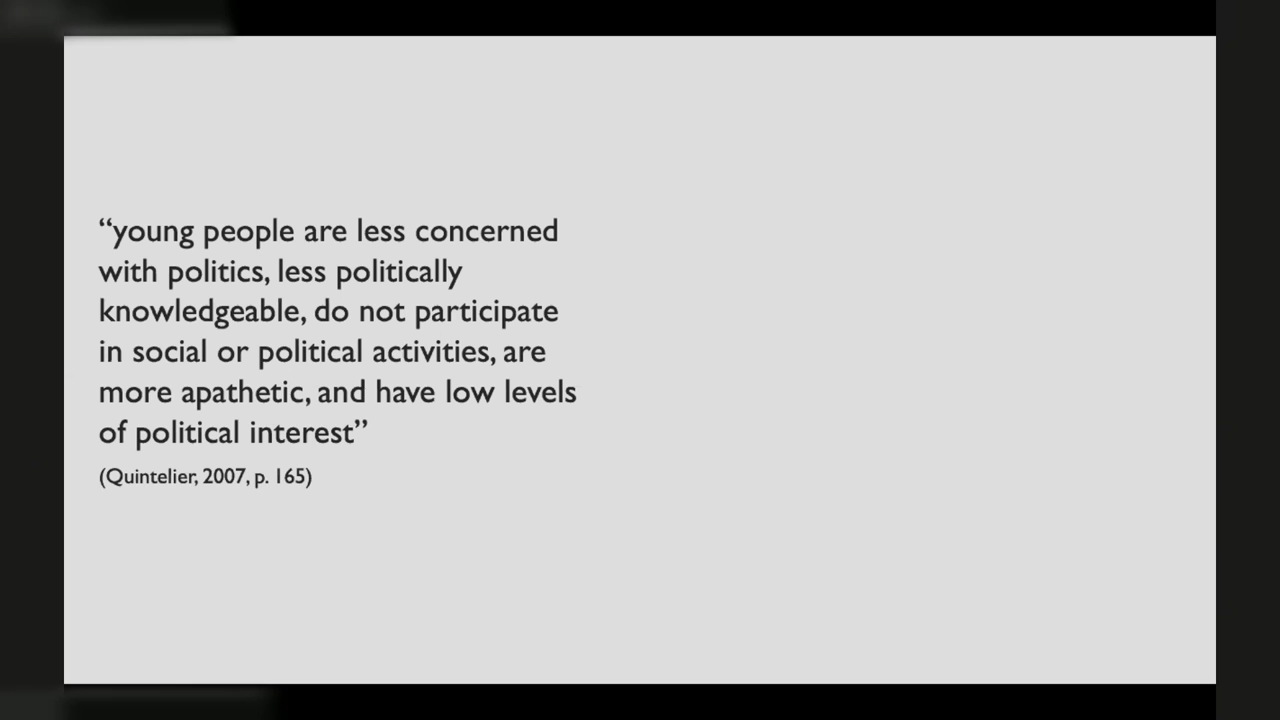 “young people are less concerned
with politics, less politically
knowledgeable, do not participate
in social or political activities, are
more apathetic, and have low levels
of political interest”
(Quintelier, 2007, p. 165)